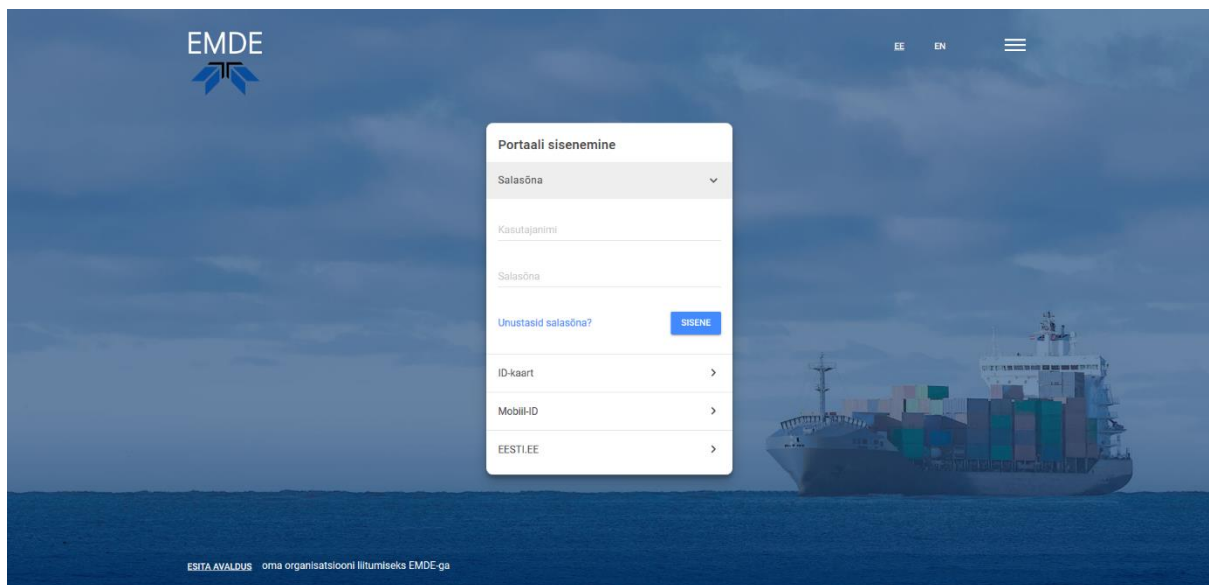 EMDE
EE EN
Portaali sisenemine
Salasõna
Kasutajanimi
Salasõna
Unustasid salasõna? SISENE
ID-kaart
Mobiil-ID
EESTI.EE
ESITA AVALDUS oma organisatsiooni liitumiseks EMDE-ga